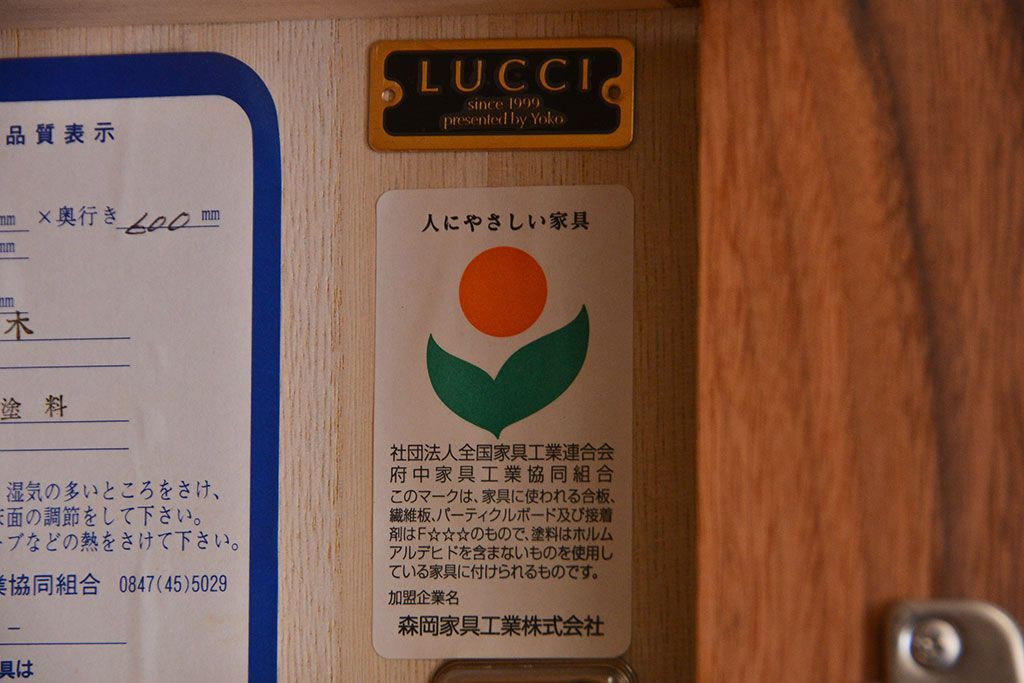 LUCCI
since 1999
presented by Yoko
品質表示
mm ×奥行き 600 mm
mm
mm
木
塗料
湿気の多いところをさけ、
面の調節をして下さい。
ブなどの熱をさけて下さい。
業協同組合 0847(45)5029
具は
人にやさしい家具
社団法人全国家具工業連合会
府中家具工業協同組合
このマークは、家具に使われる合板、
繊維板、パーティクルボード及び接着
剤はF☆☆☆のもので、塗料はホルム
アルデヒドを含まないものを使用し
ている家具に付けられるものです。
加盟企業名
森岡家具工業株式会社